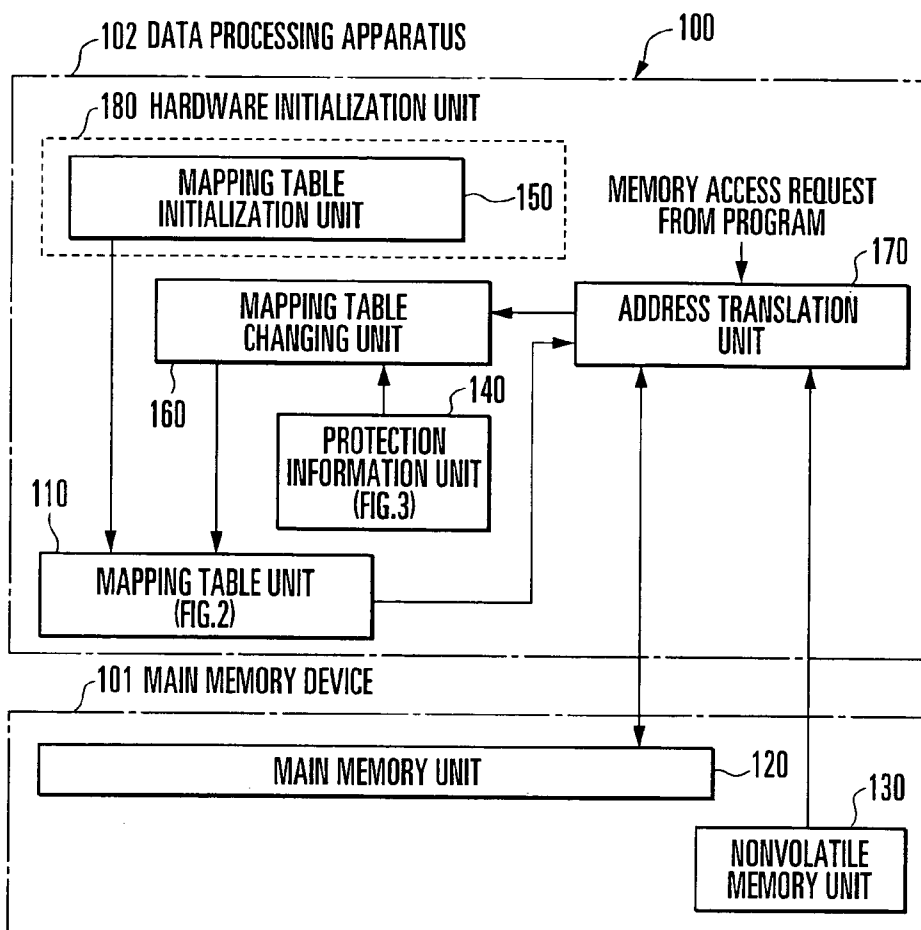 102 DATA PROCESSING APPARATUS
100
180 HARDWARE INITIALIZATION UNIT
MAPPING TABLE
INITIALIZATION UNIT
150
MEMORY ACCESS REQUEST
FROM PROGRAM
170
MAPPING TABLE
CHANGING UNIT
ADDRESS TRANSLATION
UNIT
160
140
PROTECTION
INFORMATION UNIT
(FIG.3)
110
MAPPING TABLE UNIT
(FIG.2)
101 MAIN MEMORY DEVICE
MAIN MEMORY UNIT
120
130
NONVOLATILE
MEMORY UNIT